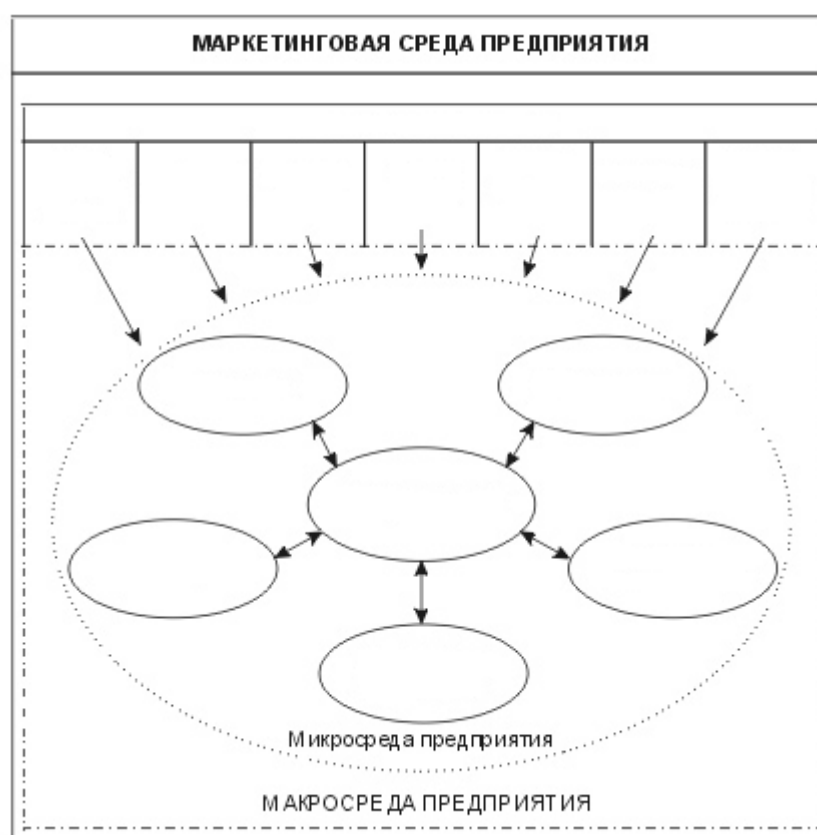 МАРКЕТИНГОВАЯ СРЕДА ПРЕДПРИЯТИЯ
Микросреда предприятия
МАКРОСРЕДА ПРЕДПРИЯТИЯ